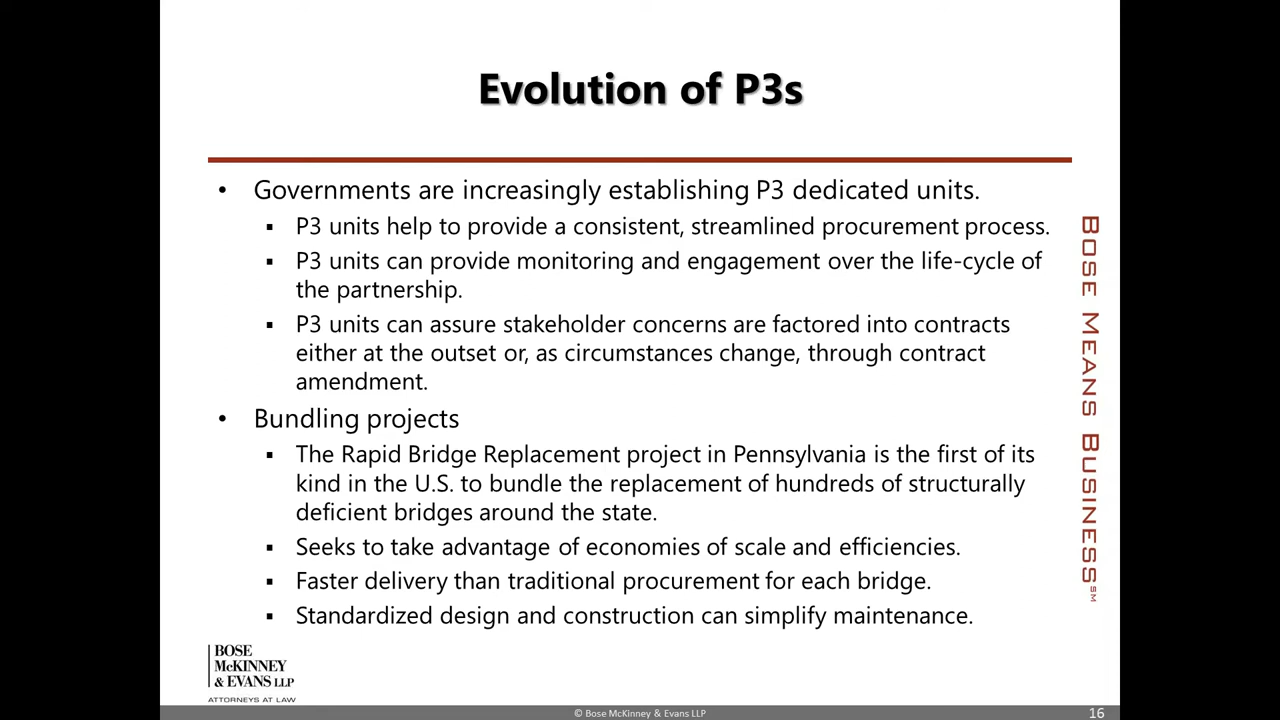 Evolution of P3s
• Governments are increasingly establishing P3 dedicated units.
▪ P3 units help to provide a consistent, streamlined procurement process.
▪ P3 units can provide monitoring and engagement over the life-cycle of
the partnership.
▪ P3 units can assure stakeholder concerns are factored into contracts
either at the outset or, as circumstances change, through contract
amendment.
• Bundling projects
▪ The Rapid Bridge Replacement project in Pennsylvania is the first of its
kind in the U.S. to bundle the replacement of hundreds of structurally
deficient bridges around the state.
▪ Seeks to take advantage of economies of scale and efficiencies.
▪ Faster delivery than traditional procurement for each bridge.
▪ Standardized design and construction can simplify maintenance.
BOSE MEANS BUSINESS℠
BOSE
McKINNEY
& EVANS LLP
ATTORNEYS AT LAW
© Bose McKinney & Evans LLP
16